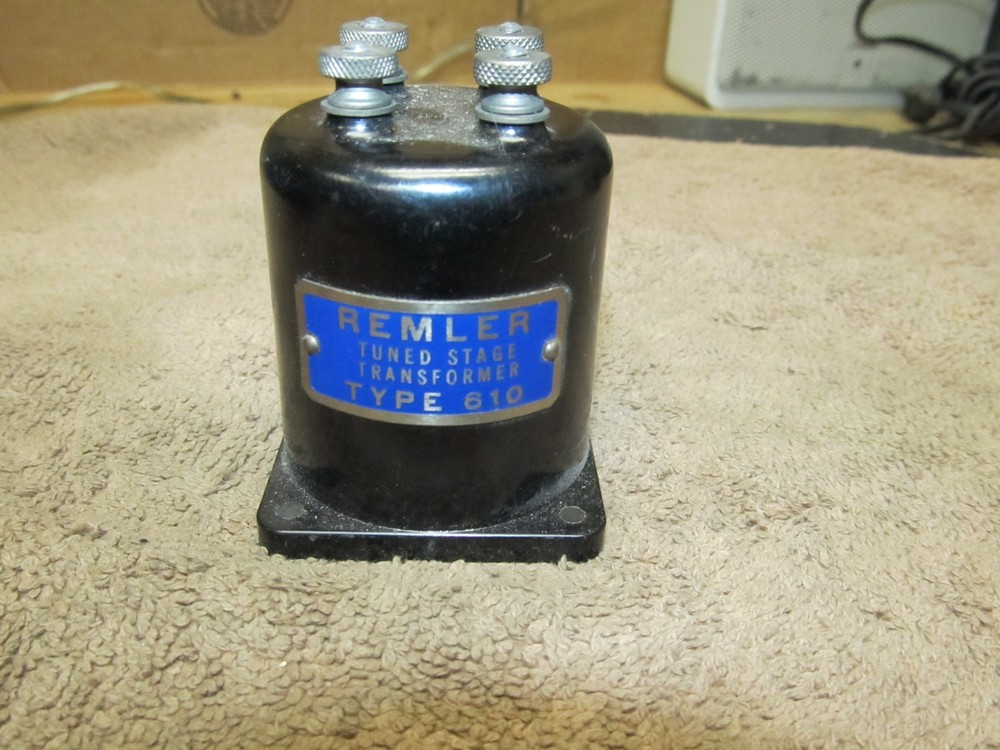 REMLER
TUNED STAGE
TRANSFORMER
TYPE 610